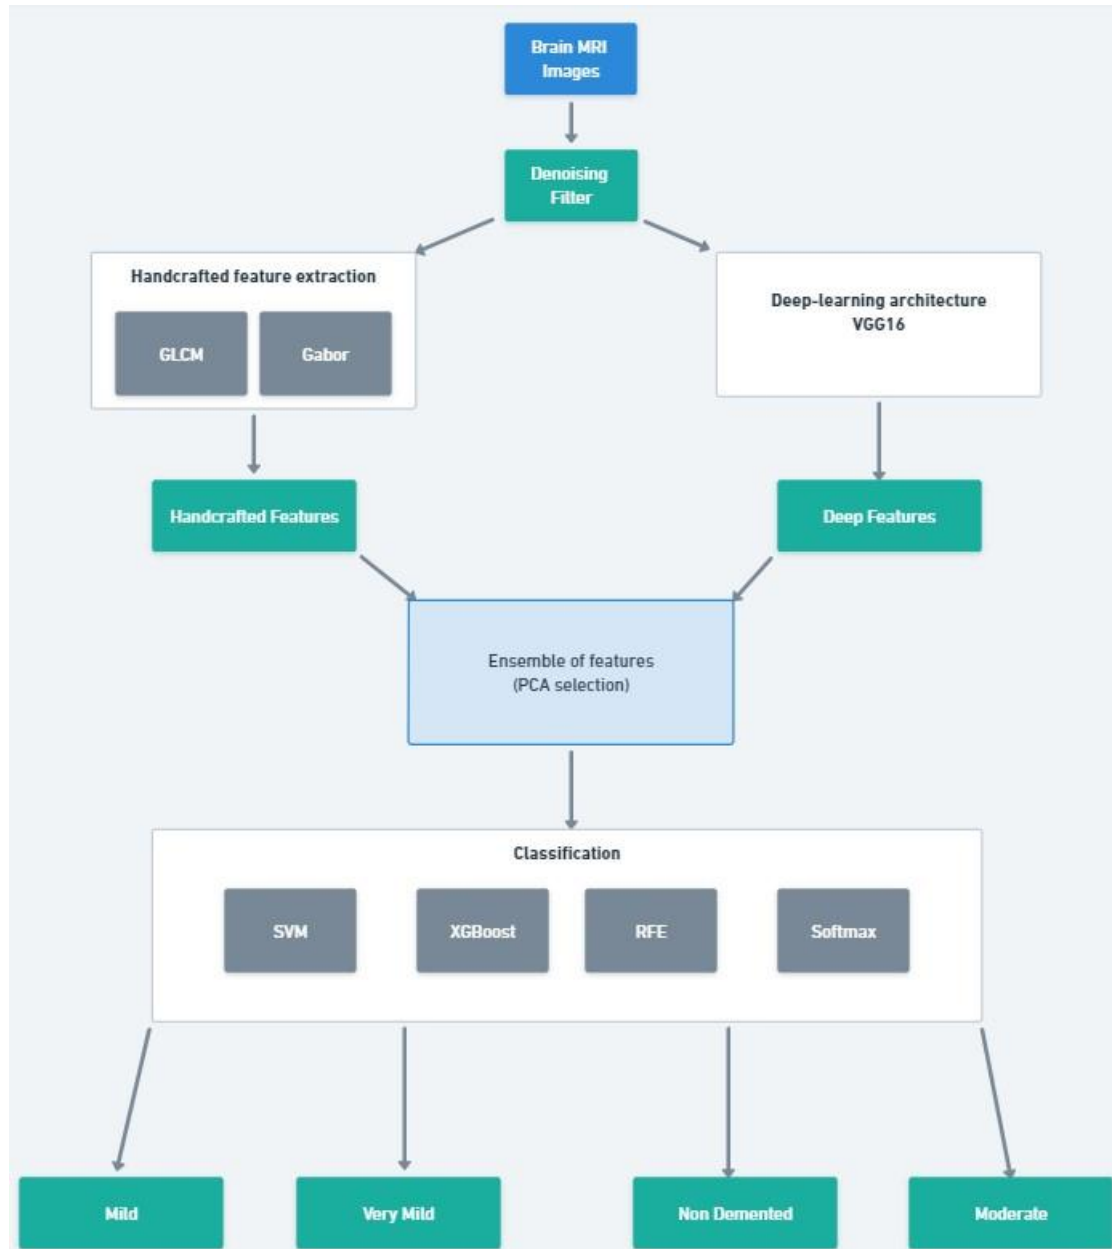 Brain MRI
Images
Denoising
Filter
Handcrafted feature extraction
GLCM
Gabor
Deep-learning architecture
VGG16
Handcrafted Features
Deep Features
Ensemble of features
(PCA selection)
Classification
SVM
XGBoost
RFE
Softmax
Mild
Very Mild
Non Demented
Moderate